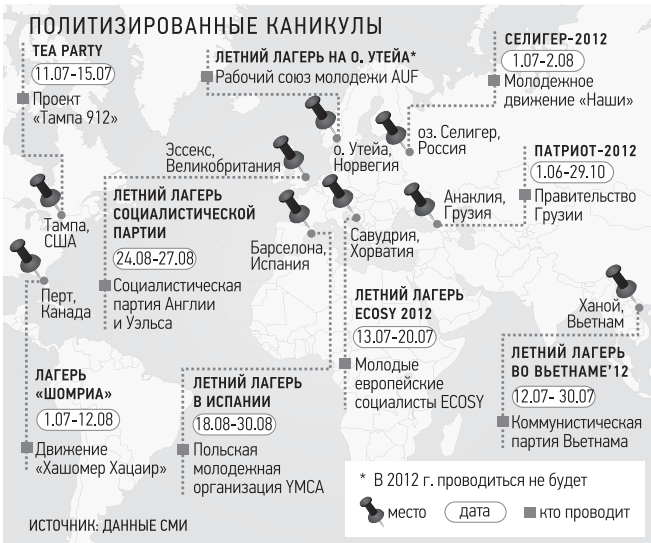 ПОЛИТИЗИРОВАННЫЕ КАНИКУЛЫ
TEA PARTY
11.07-15.07
Проект
«Тампа 912»
Тампа,
США
ЛЕТНИЙ ЛАГЕРЬ НА О. УТЕЙА*
Рабочий союз молодежи AUF
о. Утейа,
Норвегия
СЕЛИГЕР-2012
1.07-2.08
Молодежное
движение «Наши»
оз. Селигер,
Россия
Эссекс,
Великобритания
ЛЕТНИЙ ЛАГЕРЬ
СОЦИАЛИСТИЧЕСКОЙ
ПАРТИИ
24.08-27.08
Социалистическая
партия Англии
и Уэльса
ПАТРИОТ-2012
1.06-29.10
Правительство
Грузии
Анаклия,
Грузия
Барселона,
Испания
Савудрия,
Хорватия
Перт,
Канада
ЛАГЕРЬ
«ШОМРИА»
1.07-12.08
Движение
«Хашомер Хацаир»
ЛЕТНИЙ ЛАГЕРЬ
В ИСПАНИИ
18.08-30.08
Польская
молодежная
организация YMCA
ЛЕТНИЙ ЛАГЕРЬ
ECOSY 2012
13.07-20.07
Молодые
европейские
социалисты ECOSY
Ханой,
Вьетнам
ЛЕТНИЙ ЛАГЕРЬ
ВО ВЬЕТНАМЕ'12
12.07- 30.07
Коммунистическая
партия Вьетнама
* В 2012 г. проводиться не будет
место дата кто проводит
ИСТОЧНИК: ДАННЫЕ СМИ